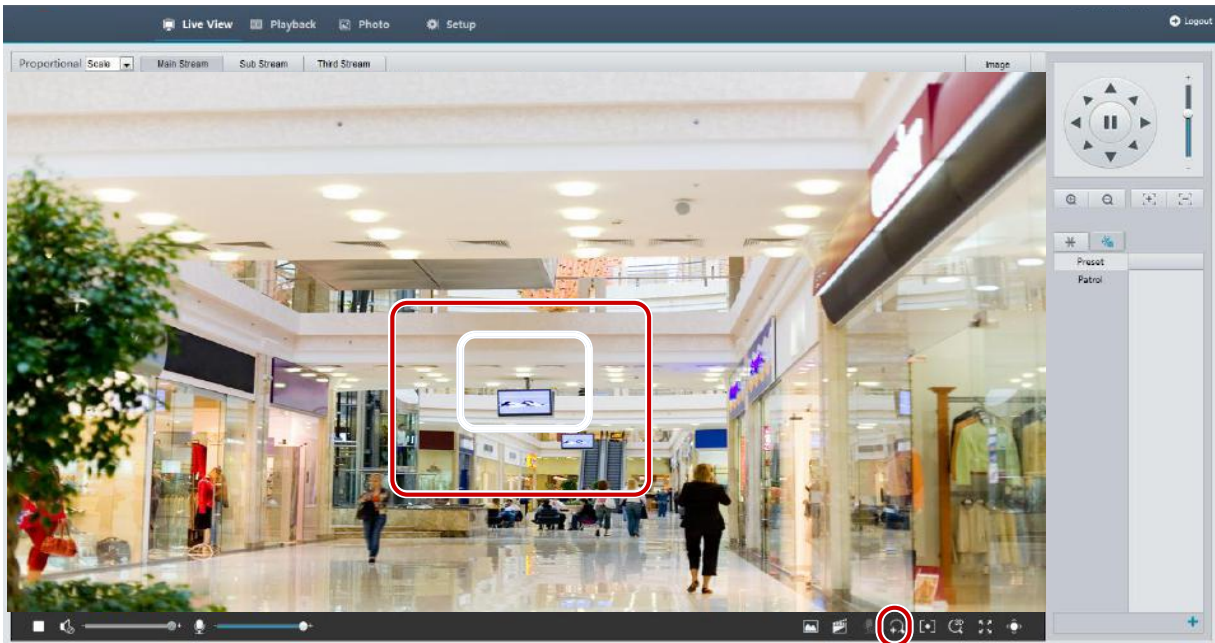 Live View Playback Photo Setup Logout
Proportional Scale Main Stream Sub Stream Third Stream Image
Preset
Patrol